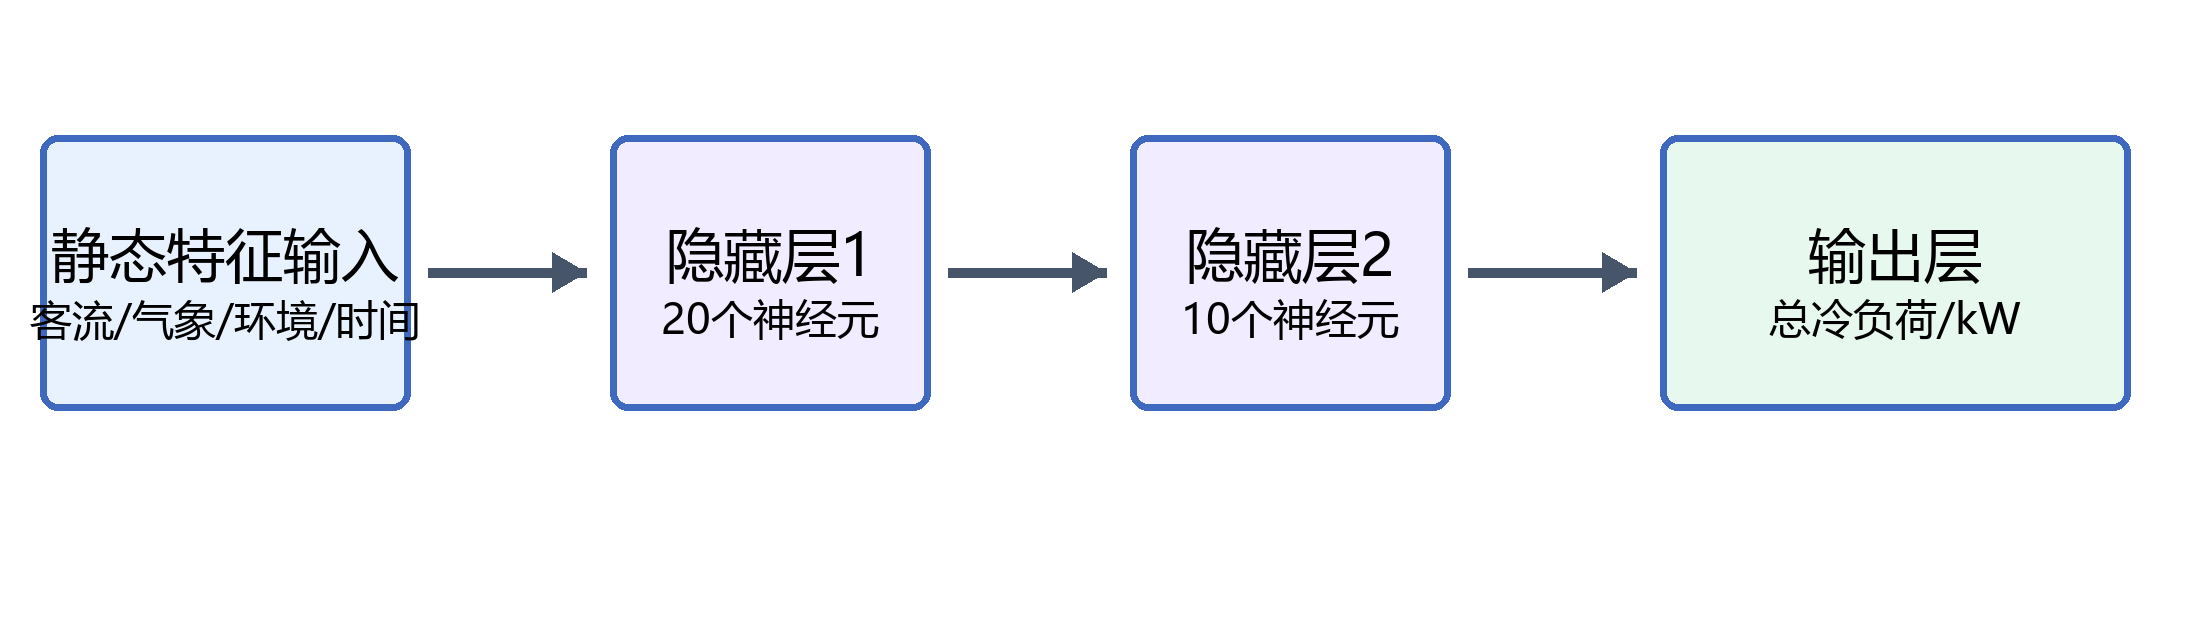 静态特征输入
客流/气象/环境/时间
隐藏层1
20个神经元
隐藏层2
10个神经元
输出层
总冷负荷/kW